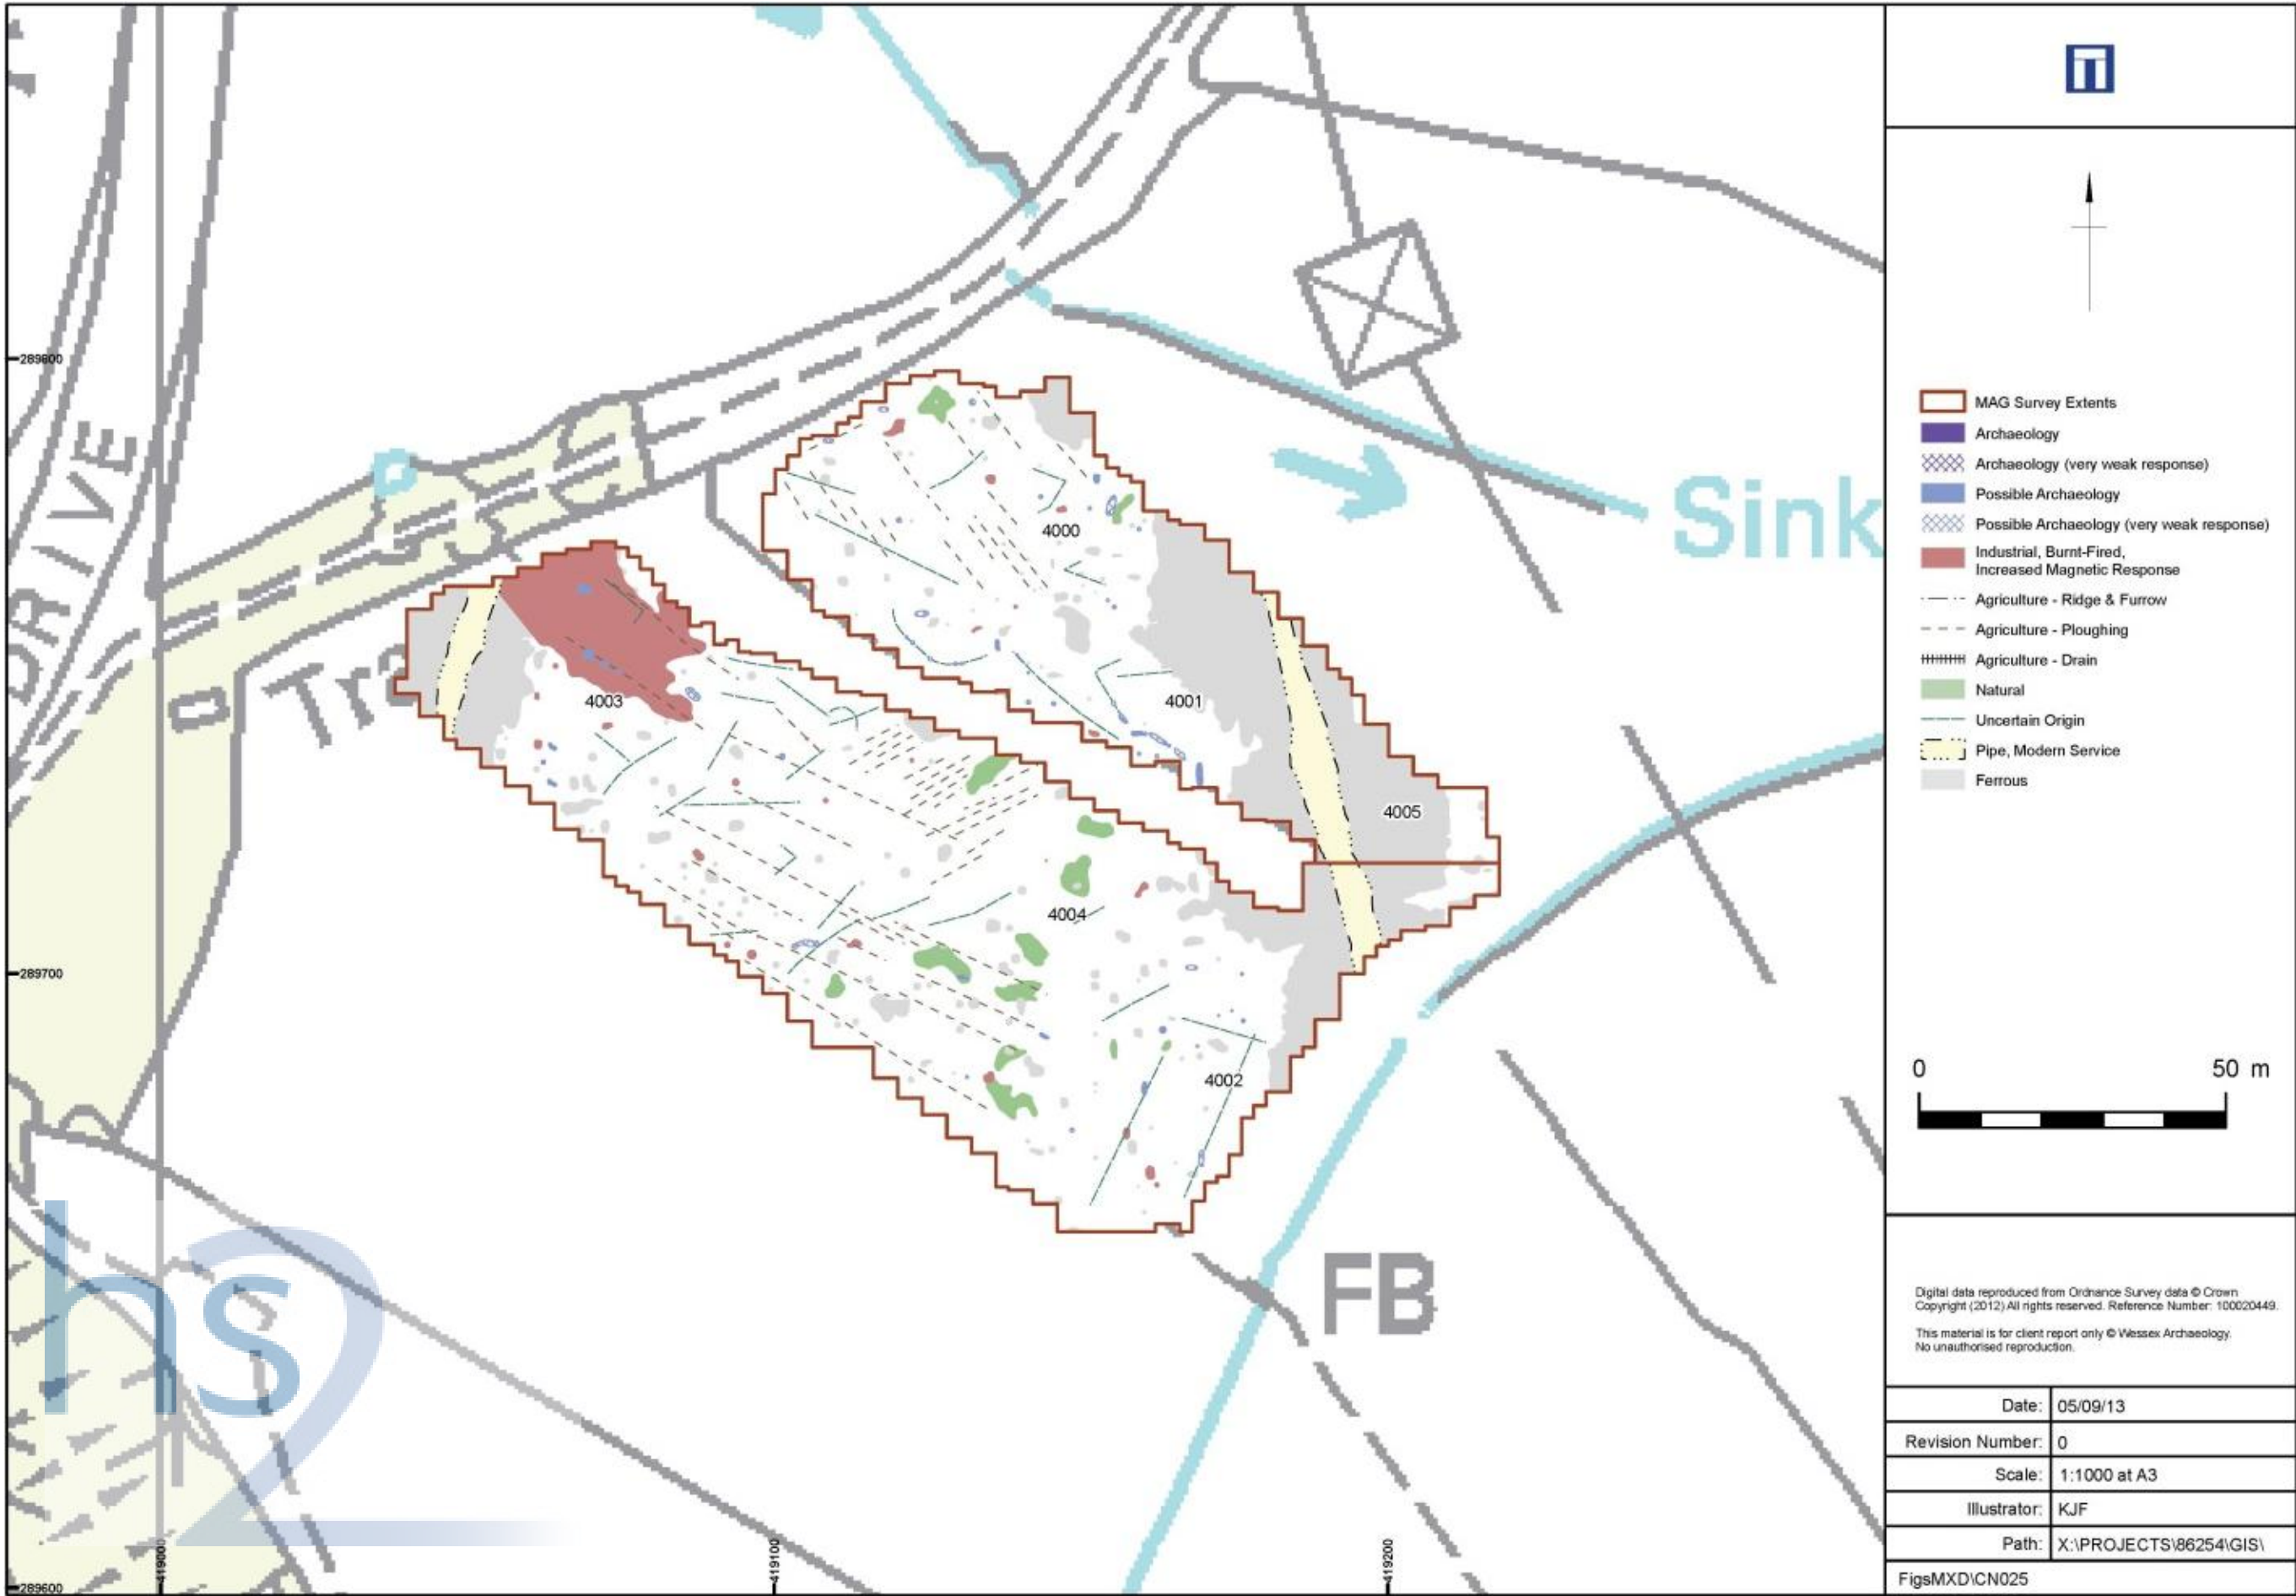 DRIVE
Tra
Sink
FB
hs2
289800
289700
289600
419000
419100
419200
4000
4001
4003
4004
4005
4002
MAG Survey Extents
Archaeology
Archaeology (very weak response)
Possible Archaeology
Possible Archaeology (very weak response)
Industrial, Burnt-Fired,
Increased Magnetic Response
Agriculture - Ridge & Furrow
Agriculture - Ploughing
Agriculture - Drain
Natural
Uncertain Origin
Pipe, Modern Service
Ferrous
0 50 m
Digital data reproduced from Ordnance Survey data © Crown
Copyright (2012) All rights reserved. Reference Number: 100020449.
This material is for client report only © Wessex Archaeology.
No unauthorised reproduction.
Date: 05/09/13
Revision Number: 0
Scale: 1:1000 at A3
Illustrator: KJF
Path: X:\PROJECTS\86254\GIS\
FigsMXD\CN025